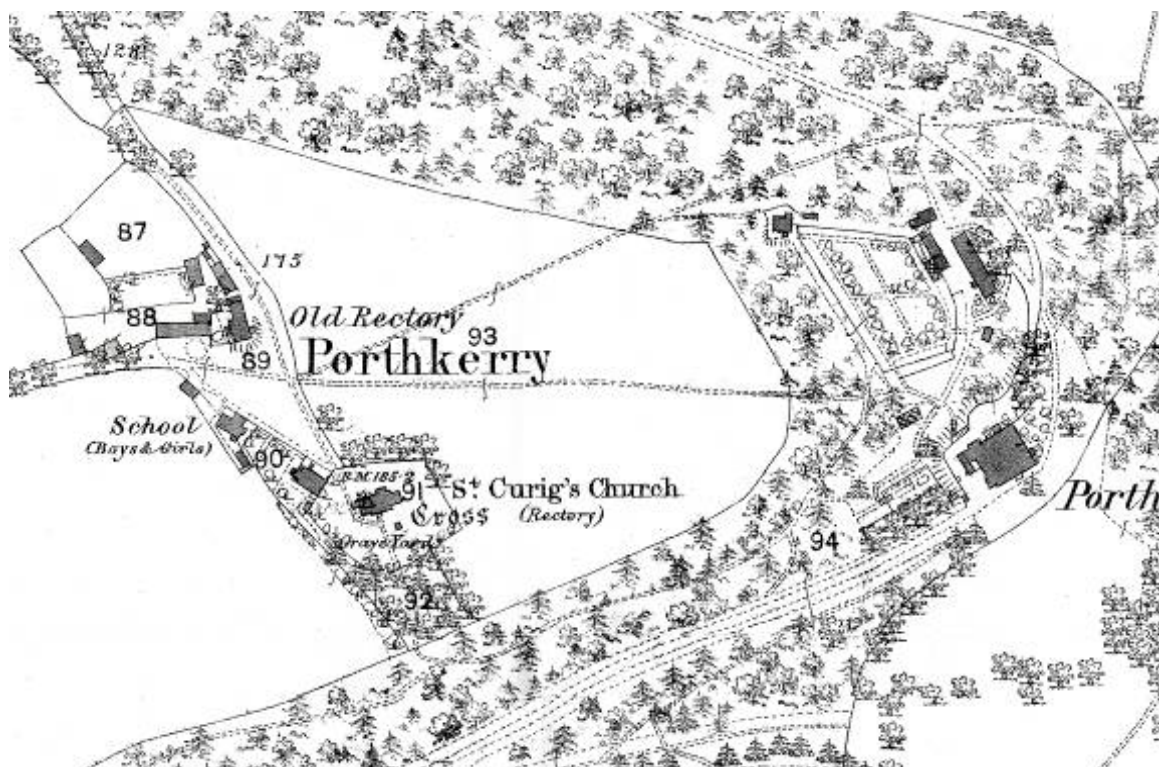 128
87
175
88
Old Rectory
93
Porthkerry
89
School
(Boys & Girls)
90
B.M. 185·2
91
St. Curig's Church
(Rectory)
Cross
Grave Yard
92
94
Porth